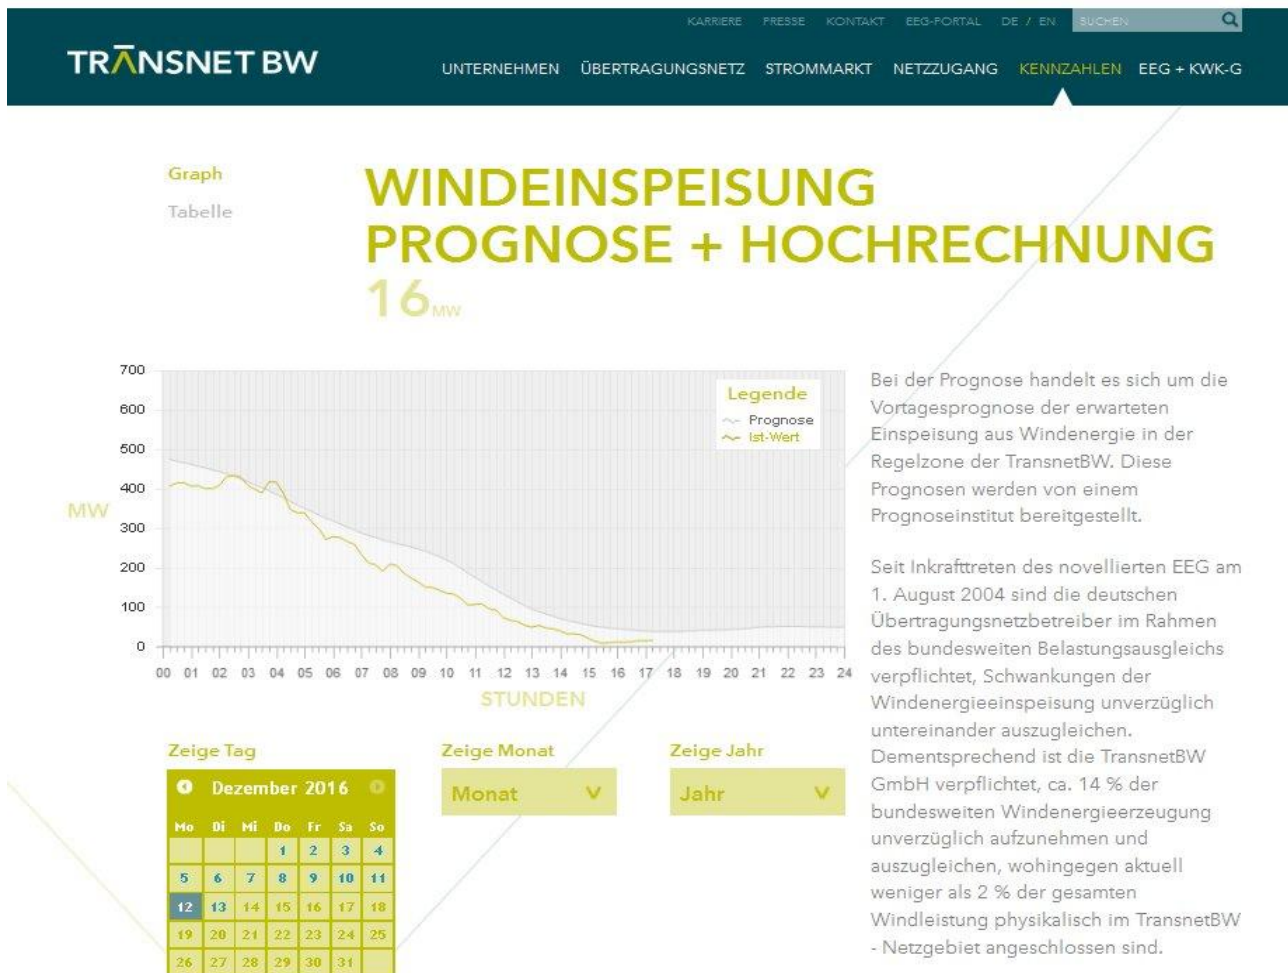 KARRIERE PRESSE KONTAKT EEG-PORTAL DE / EN SUCHEN
TRANSNET BW
UNTERNEHMEN ÜBERTRAGUNGSNETZ STROMMARKT NETZZUGANG KENNZAHLEN EEG + KWK-G
Graph
Tabelle
WINDEINSPEISUNG
PROGNOSE + HOCHRECHNUNG
16 MW
700
600
500
400
300
200
100
0
MW
Legende
Prognose
Ist-Wert
00 01 02 03 04 05 06 07 08 09 10 11 12 13 14 15 16 17 18 19 20 21 22 23 24
STUNDEN
Bei der Prognose handelt es sich um die
Vortagesprognose der erwarteten
Einspeisung aus Windenergie in der
Regelzone der TransnetBW. Diese
Prognosen werden von einem
Prognoseinstitut bereitgestellt.
Seit Inkrafttreten des novellierten EEG am
1. August 2004 sind die deutschen
Übertragungsnetzbetreiber im Rahmen
des bundesweiten Belastungsausgleichs
verpflichtet, Schwankungen der
Windenergieeinspeisung unverzüglich
untereinander auszugleichen.
Dementsprechend ist die TransnetBW
GmbH verpflichtet, ca. 14 % der
bundesweiten Windenergieerzeugung
unverzüglich aufzunehmen und
auszugleichen, wohingegen aktuell
weniger als 2 % der gesamten
Windleistung physikalisch im TransnetBW
- Netzgebiet angeschlossen sind.
Zeige Tag
Dezember 2016
Mo Di Mi Do Fr Sa So
1 2 3 4
5 6 7 8 9 10 11
12 13 14 15 16 17 18
19 20 21 22 23 24 25
26 27 28 29 30 31
Zeige Monat
Monat
Zeige Jahr
Jahr